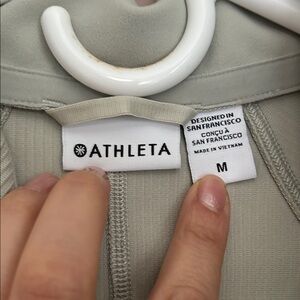 ATHLETA
DESIGNED IN
SAN FRANCISCO
CONÇU À
SAN FRANCISCO
MADE IN VIETNAM
M